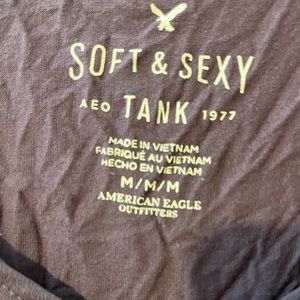 SOFT & SEXY
AEO TANK 1977
MADE IN VIETNAM
FABRIQUÉ AU VIETNAM
HECHO EN VIETNAM
M/M/M
AMERICAN EAGLE
OUTFITTERS